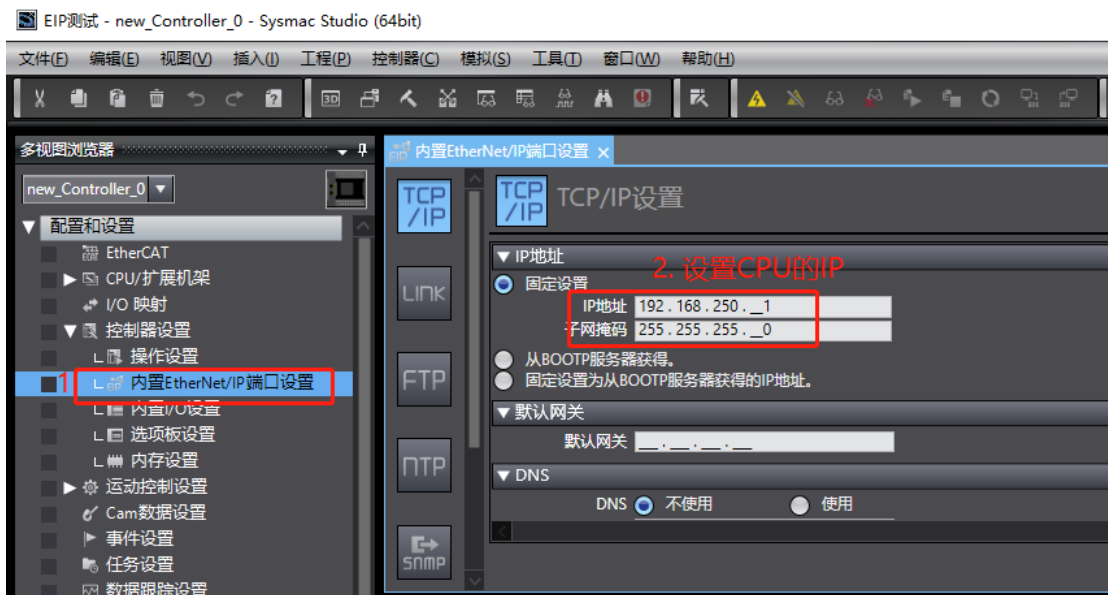 EIP测试 - new_Controller_0 - Sysmac Studio (64bit)
文件(F) 编辑(E) 视图(V) 插入(I) 工程(P) 控制器(C) 模拟(S) 工具(T) 窗口(W) 帮助(H)
3D
多视图浏览器
new_Controller_0
配置和设置
EtherCAT
CPU/扩展机架
I/O 映射
控制器设置
操作设置
1
内置EtherNet/IP端口设置
内置I/O设置
选项板设置
内存设置
运动控制设置
Cam数据设置
事件设置
任务设置
数据跟踪设置
内置EtherNet/IP端口设置
TCP/IP
LINK
FTP
NTP
SNMP
TCP/IP
TCP/IP设置
IP地址
2. 设置CPU的IP
固定设置
IP地址 192 . 168 . 250 . __1
子网掩码 255 . 255 . 255 . __0
从BOOTP服务器获得。
固定设置为从BOOTP服务器获得的IP地址。
默认网关
默认网关 __ . __ . __ . __
DNS
DNS 不使用 使用